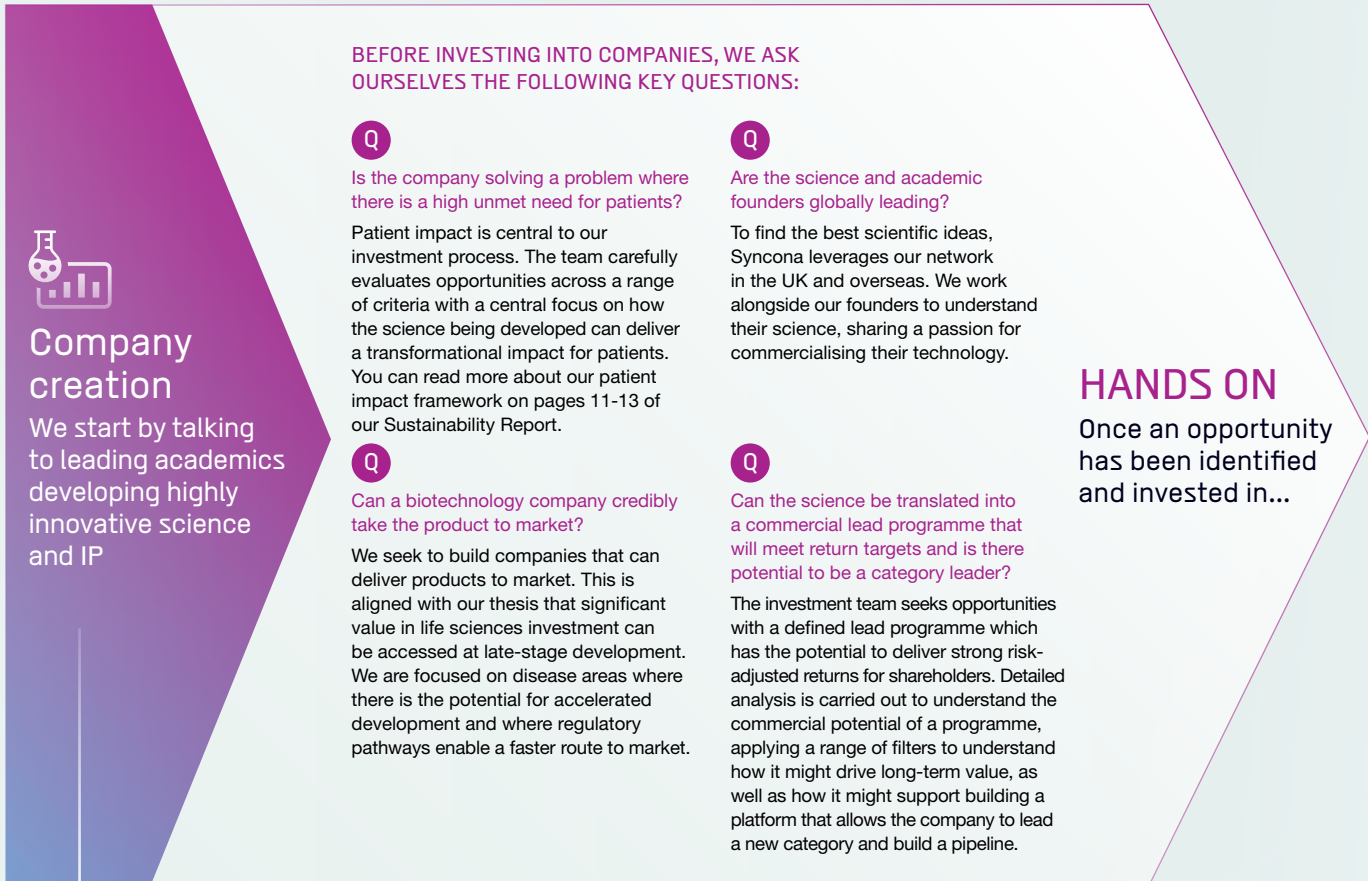 Company
creation
We start by talking
to leading academics
developing highly
innovative science
and IP
BEFORE INVESTING INTO COMPANIES, WE ASK
OURSELVES THE FOLLOWING KEY QUESTIONS:
Q
Is the company solving a problem where
there is a high unmet need for patients?
Patient impact is central to our
investment process. The team carefully
evaluates opportunities across a range
of criteria with a central focus on how
the science being developed can deliver
a transformational impact for patients.
You can read more about our patient
impact framework on pages 11-13 of
our Sustainability Report.
Q
Are the science and academic
founders globally leading?
To find the best scientific ideas,
Syncona leverages our network
in the UK and overseas. We work
alongside our founders to understand
their science, sharing a passion for
commercialising their technology.
Q
Can a biotechnology company credibly
take the product to market?
We seek to build companies that can
deliver products to market. This is
aligned with our thesis that significant
value in life sciences investment can
be accessed at late-stage development.
We are focused on disease areas where
there is the potential for accelerated
development and where regulatory
pathways enable a faster route to market.
Q
Can the science be translated into
a commercial lead programme that
will meet return targets and is there
potential to be a category leader?
The investment team seeks opportunities
with a defined lead programme which
has the potential to deliver strong risk-
adjusted returns for shareholders. Detailed
analysis is carried out to understand the
commercial potential of a programme,
applying a range of filters to understand
how it might drive long-term value, as
well as how it might support building a
platform that allows the company to lead
a new category and build a pipeline.
HANDS ON
Once an opportunity
has been identified
and invested in...